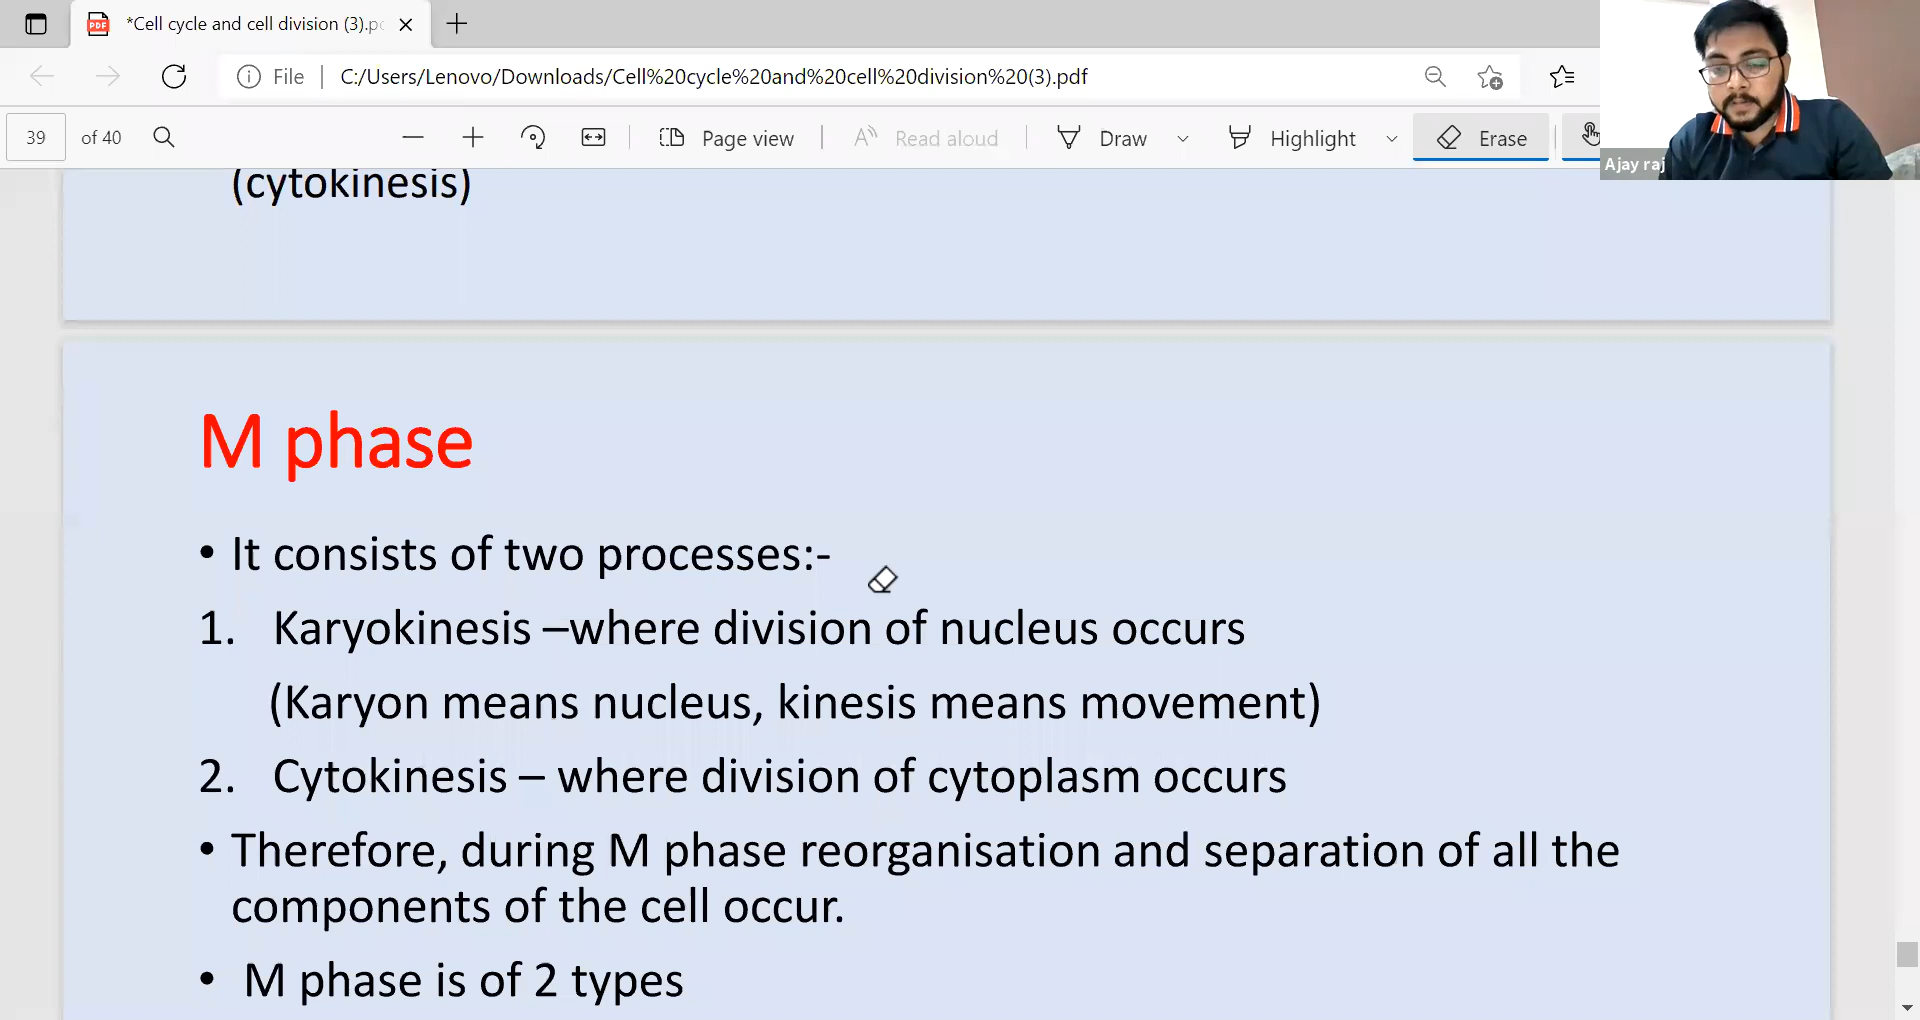 *Cell cycle and cell division (3).pd
File
C:/Users/Lenovo/Downloads/Cell%20cycle%20and%20cell%20division%20(3).pdf
39 of 40
Page view
Read aloud
Draw
Highlight
Erase
Ajay raj
(cytokinesis)
M phase
• It consists of two processes:-
1. Karyokinesis –where division of nucleus occurs
(Karyon means nucleus, kinesis means movement)
2. Cytokinesis – where division of cytoplasm occurs
• Therefore, during M phase reorganisation and separation of all the
components of the cell occur.
• M phase is of 2 types